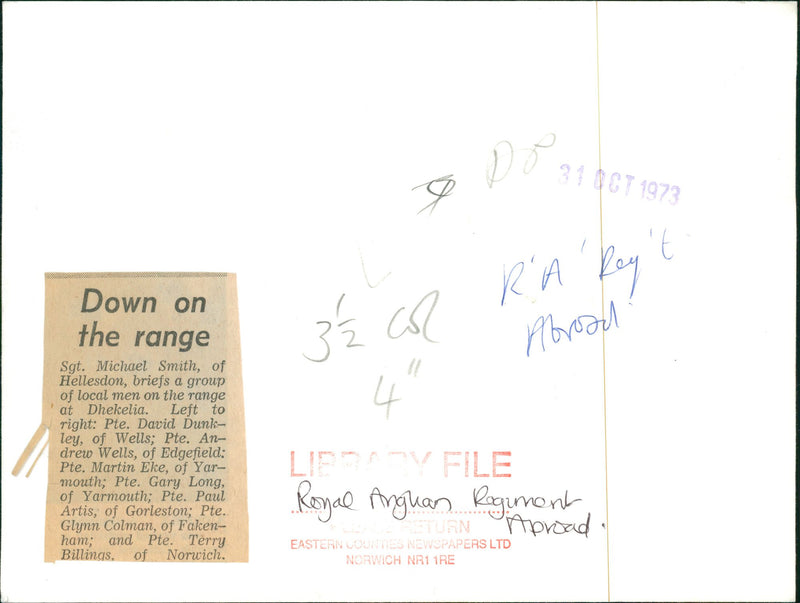 Down on
the range
Sgt. Michael Smith, of
Hellesdon, briefs a group
of local men on the range
at Dhekelia. Left to
right: Pte. David Dunk-
ley, of Wells; Pte. An-
drew Wells, of Edgefield:
Pte. Martin Eke, of Yar-
mouth; Pte. Gary Long,
of Yarmouth; Pte. Paul
Artis, of Gorleston; Pte.
Glynn Colman, of Faken-
ham; and Pte. Terry
Billings, of Norwich.
31 OCT 1973
R'A' Reg't
Abroad.
3½ Col
4"
LIBRARY FILE
Royal Anglian Regiment
Abroad.
RETURN
EASTERN COUNTIES NEWSPAPERS LTD
NORWICH NR1 1RE